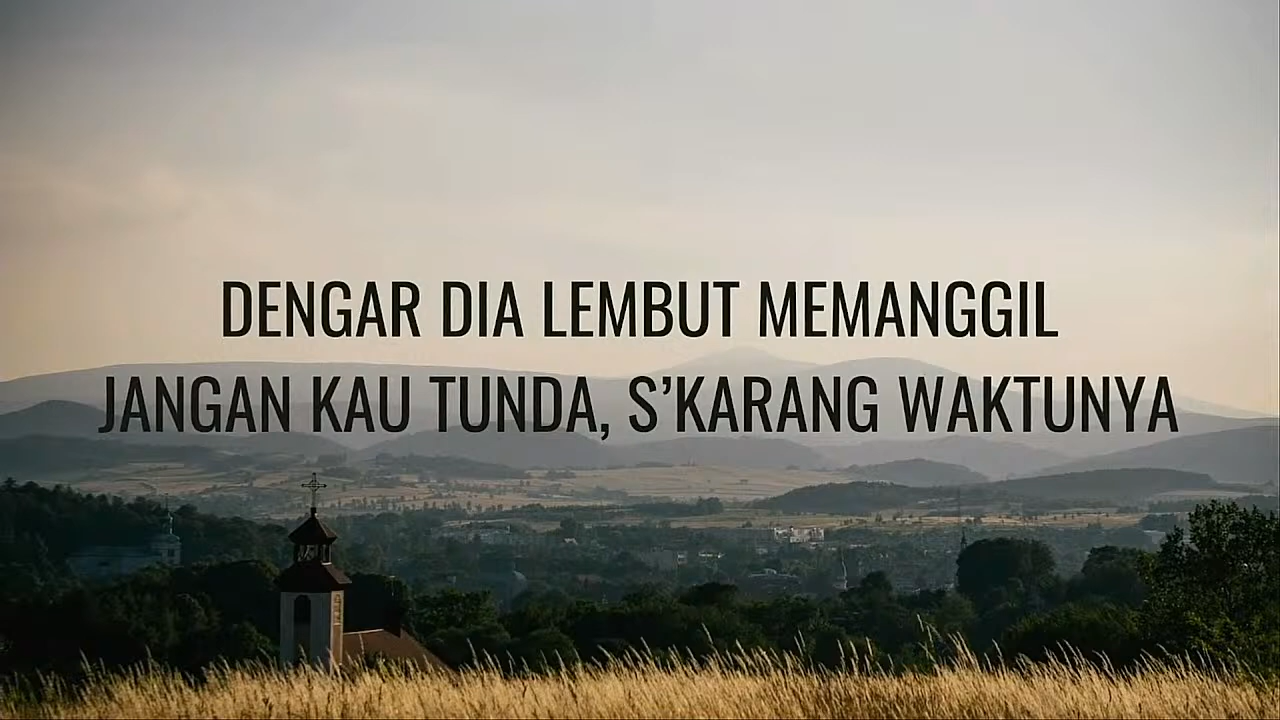 DENGAR DIA LEMBUT MEMANGGIL
JANGAN KAU TUNDA, S’KARANG WAKTUNYA